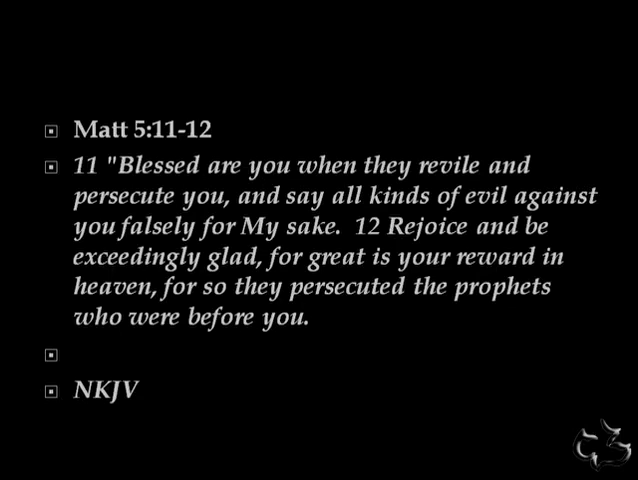 Matt 5:11-12
11 "Blessed are you when they revile and
persecute you, and say all kinds of evil against
you falsely for My sake. 12 Rejoice and be
exceedingly glad, for great is your reward in
heaven, for so they persecuted the prophets
who were before you.
NKJV
C3